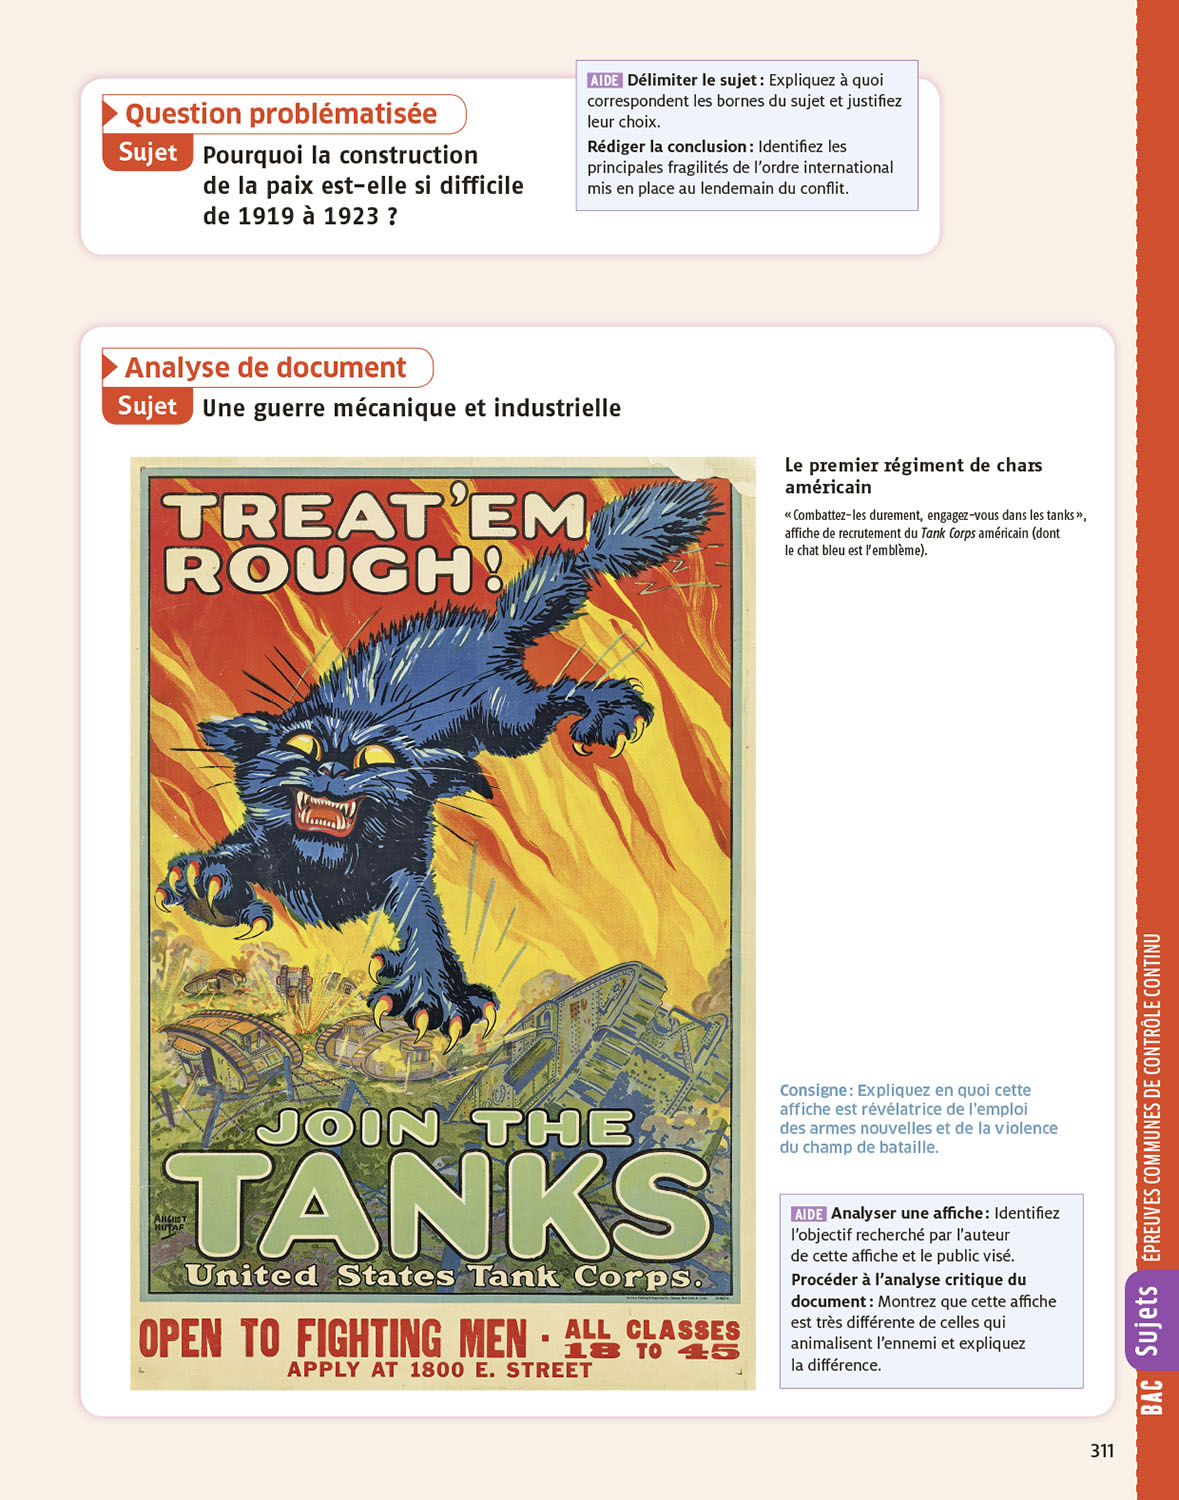 Question problématisée
Sujet
Pourquoi la construction
de la paix est-elle si difficile
de 1919 à 1923 ?
AIDE Délimiter le sujet : Expliquez à quoi
correspondent les bornes du sujet et justifiez
leur choix.
Rédiger la conclusion : Identifiez les
principales fragilités de l'ordre international
mis en place au lendemain du conflit.
Analyse de document
Sujet
Une guerre mécanique et industrielle
TREAT 'EM
ROUGH!
JOIN THE
TANKS
AUGUST
HUTAF
United States Tank Corps.
OPEN TO FIGHTING MEN · ALL CLASSES
18 TO 45
APPLY AT 1800 E. STREET
Le premier régiment de chars
américain
« Combattez-les durement, engagez-vous dans les tanks »,
affiche de recrutement du Tank Corps américain (dont
le chat bleu est l'emblème).
Consigne : Expliquez en quoi cette
affiche est révélatrice de l'emploi
des armes nouvelles et de la violence
du champ de bataille.
AIDE Analyser une affiche : Identifiez
l'objectif recherché par l'auteur
de cette affiche et le public visé.
Procéder à l'analyse critique du
document : Montrez que cette affiche
est très différente de celles qui
animalisent l'ennemi et expliquez
la différence.
BAC Sujets ÉPREUVES COMMUNES DE CONTRÔLE CONTINU
311